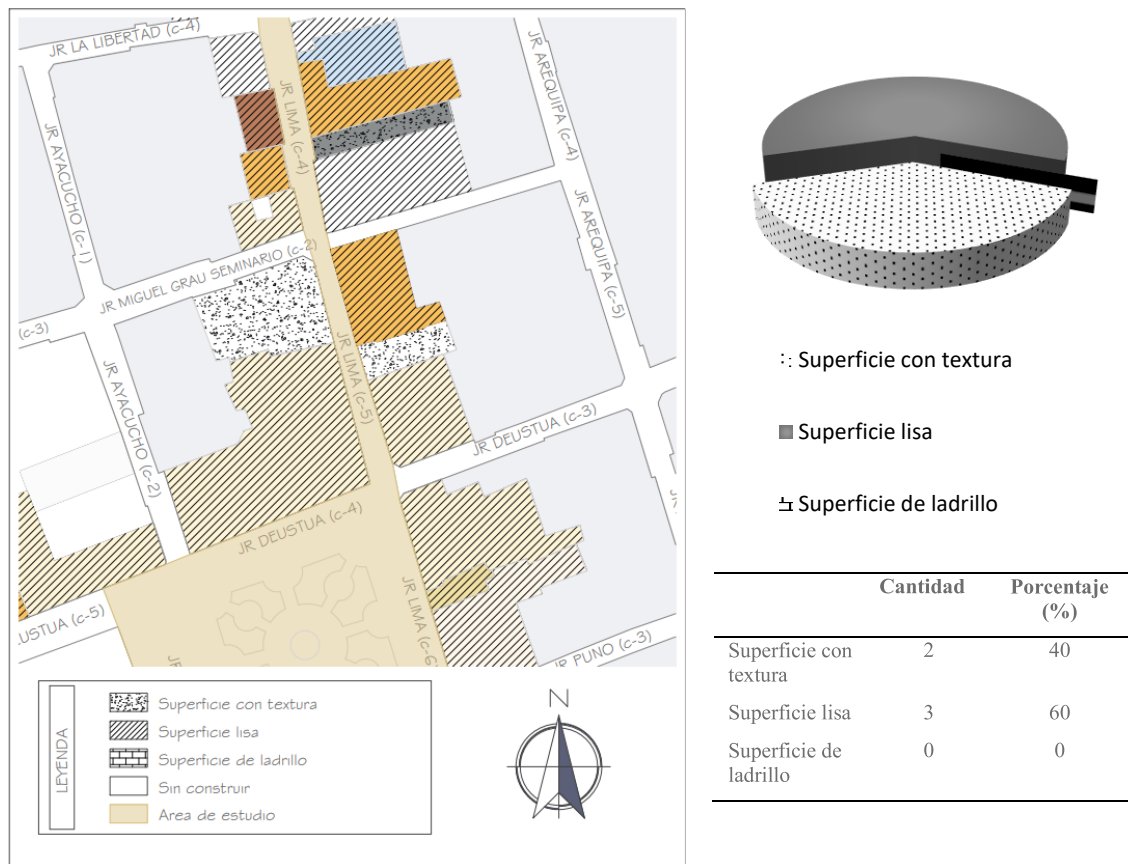 JR LA LIBERTAD (c-4)
JR AYACUCHO (c-1)
JR LIMA (c-4)
JR AREQUIPA (c-4)
JR MIGUEL GRAU SEMINARIO (c-2)
JR AREQUIPA (c-5)
(c-3)
JR AYACUCHO (c-2)
JR LIMA (c-5)
JR DEUSTUA (c-3)
JR DEUSTUA (c-4)
EUSTUA (c-5)
JR LIMA (c-6)
JR PUNO (c-3)
LEYENDA
Superficie con textura
Superficie lisa
Superficie de ladrillo
Sin construir
Area de estudio
N
Superficie con textura
Superficie lisa
Superficie de ladrillo
Cantidad Porcentaje
(%)
Superficie con 2 40
textura
Superficie lisa 3 60
Superficie de 0 0
ladrillo